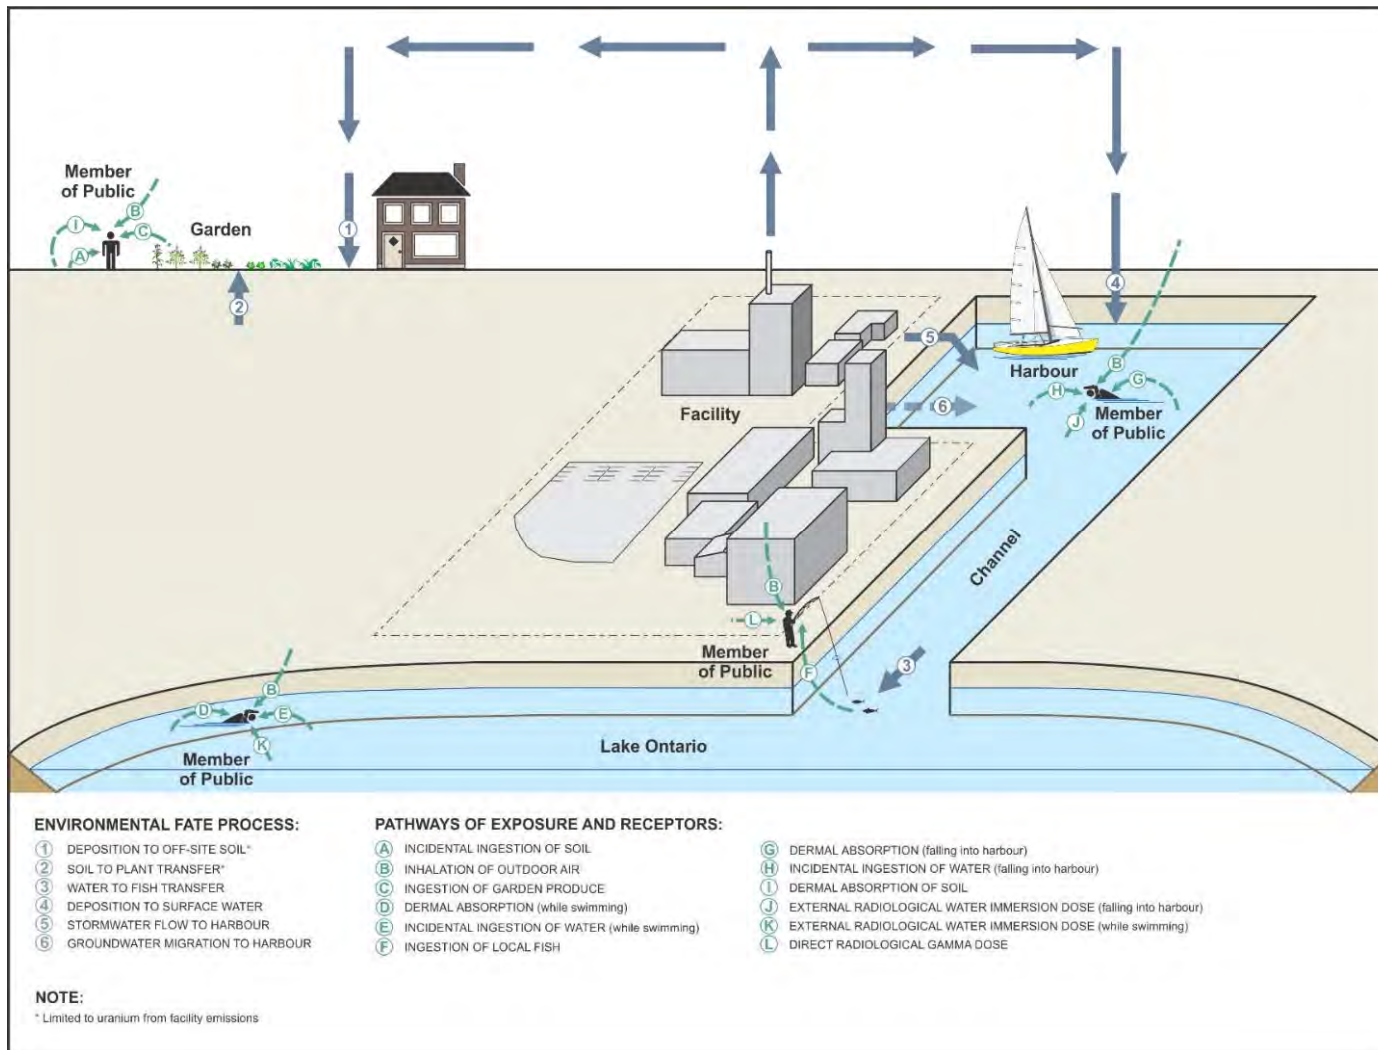 Member
of Public
B
I
C
A
Garden
1
2
4
5
Harbour
B
G
H
Member
of Public
J
Facility
6
Channel
B
L
Member
of Public
F
3
B
D
E
K
Member
of Public
Lake Ontario
ENVIRONMENTAL FATE PROCESS:
1 DEPOSITION TO OFF-SITE SOIL*
2 SOIL TO PLANT TRANSFER*
3 WATER TO FISH TRANSFER
4 DEPOSITION TO SURFACE WATER
5 STORMWATER FLOW TO HARBOUR
6 GROUNDWATER MIGRATION TO HARBOUR
PATHWAYS OF EXPOSURE AND RECEPTORS:
A INCIDENTAL INGESTION OF SOIL
B INHALATION OF OUTDOOR AIR
C INGESTION OF GARDEN PRODUCE
D DERMAL ABSORPTION (while swimming)
E INCIDENTAL INGESTION OF WATER (while swimming)
F INGESTION OF LOCAL FISH
G DERMAL ABSORPTION (falling into harbour)
H INCIDENTAL INGESTION OF WATER (falling into harbour)
I DERMAL ABSORPTION OF SOIL
J EXTERNAL RADIOLOGICAL WATER IMMERSION DOSE (falling into harbour)
K EXTERNAL RADIOLOGICAL WATER IMMERSION DOSE (while swimming)
L DIRECT RADIOLOGICAL GAMMA DOSE
NOTE:
* Limited to uranium from facility emissions